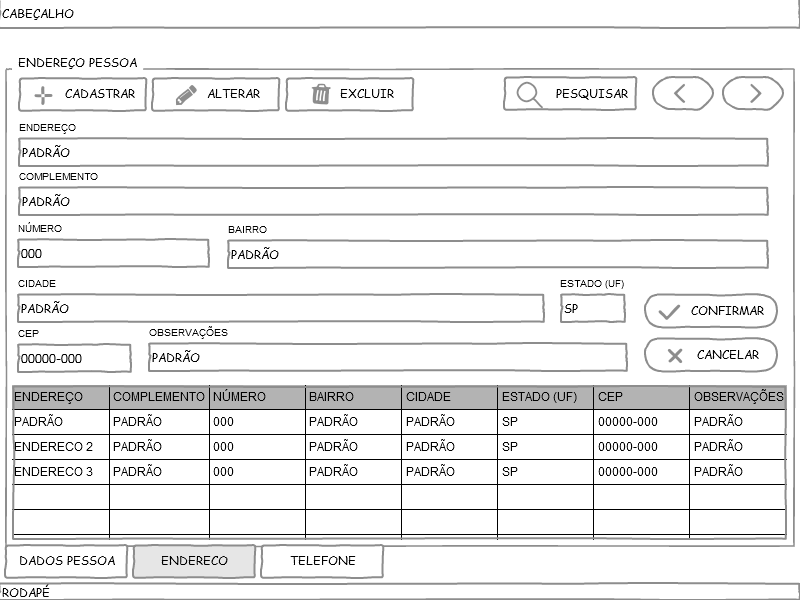 CABEÇALHO
ENDEREÇO PESSOA
CADASTRAR ALTERAR EXCLUIR PESQUISAR
ENDEREÇO
PADRÃO
COMPLEMENTO
PADRÃO
NÚMERO BAIRRO
000 PADRÃO
CIDADE ESTADO (UF)
PADRÃO SP CONFIRMAR
CEP OBSERVAÇÕES
00000-000 PADRÃO CANCELAR
ENDEREÇO COMPLEMENTO NÚMERO BAIRRO CIDADE ESTADO (UF) CEP OBSERVAÇÕES
PADRÃO PADRÃO 000 PADRÃO PADRÃO SP 00000-000 PADRÃO
ENDERECO 2 PADRÃO 000 PADRÃO PADRÃO SP 00000-000 PADRÃO
ENDERECO 3 PADRÃO 000 PADRÃO PADRÃO SP 00000-000 PADRÃO
DADOS PESSOA ENDERECO TELEFONE
RODAPÉ